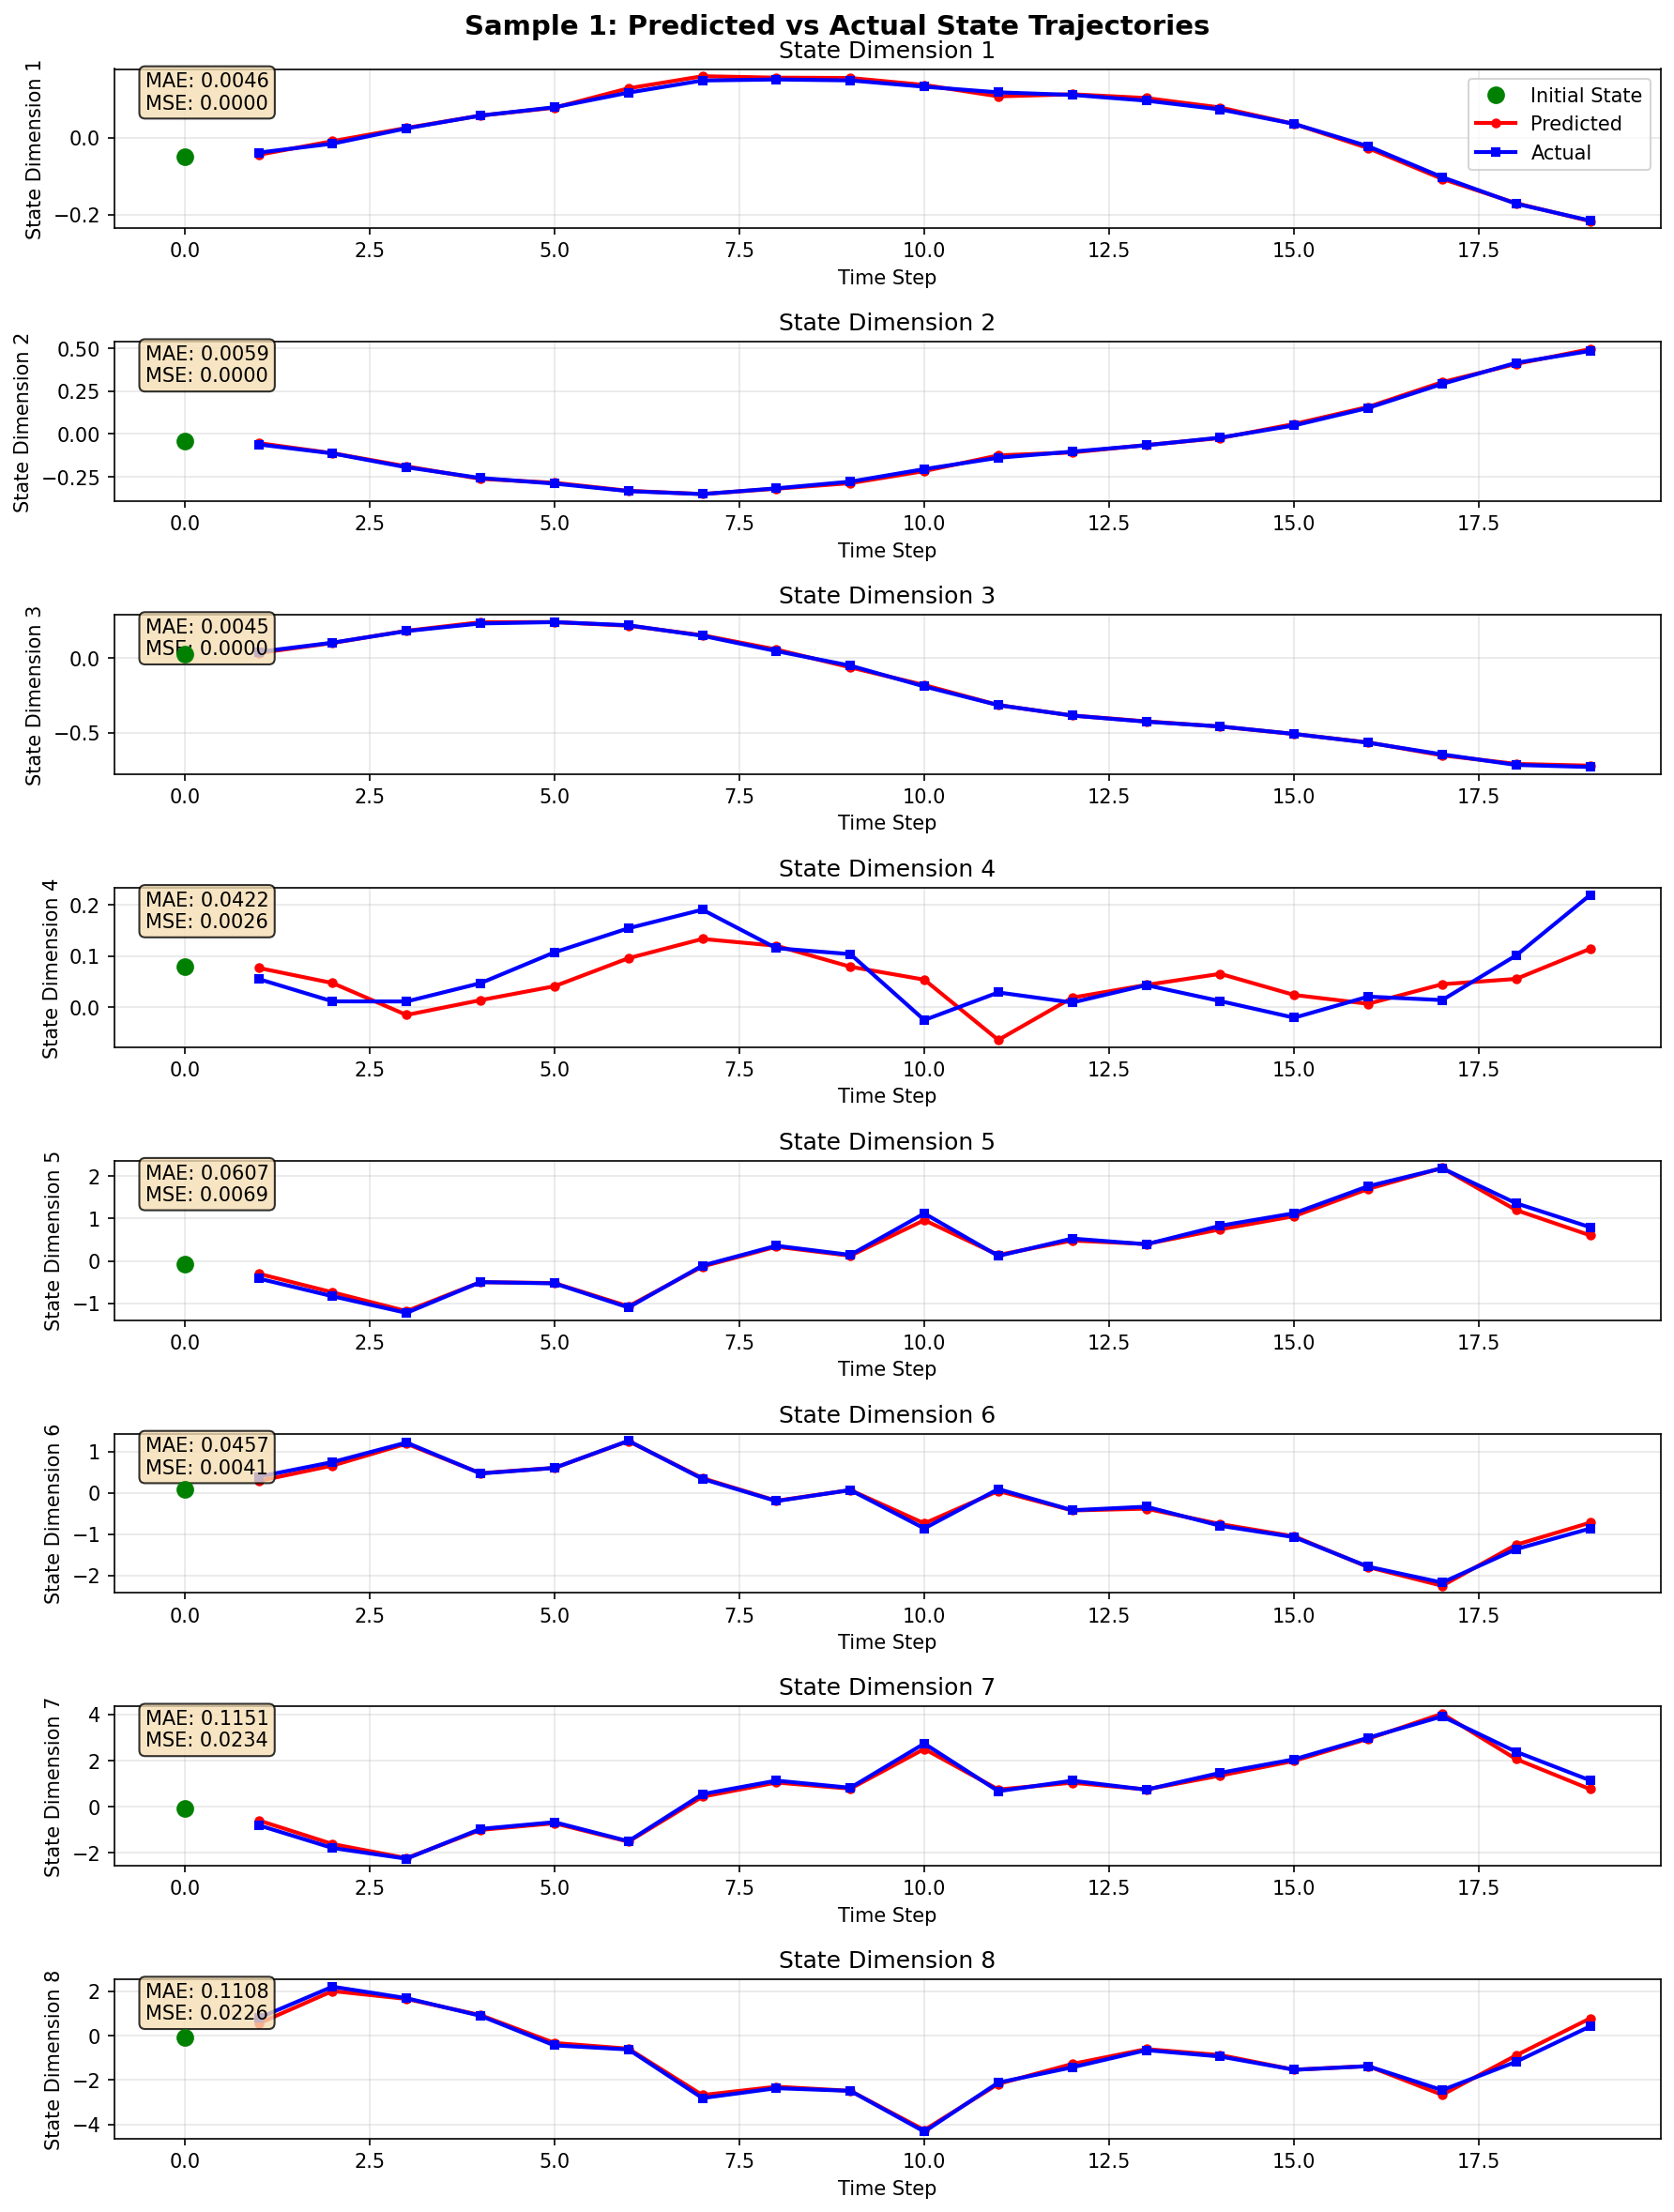 Sample 1: Predicted vs Actual State Trajectories
State Dimension 1
State Dimension 1
MAE: 0.0046
MSE: 0.0000
Initial State
Predicted
Actual
0.0
−0.2
0.0 2.5 5.0 7.5 10.0 12.5 15.0 17.5
Time Step
State Dimension 2
State Dimension 2
MAE: 0.0059
MSE: 0.0000
0.50
0.25
0.00
−0.25
0.0 2.5 5.0 7.5 10.0 12.5 15.0 17.5
Time Step
State Dimension 3
State Dimension 3
MAE: 0.0045
MSE: 0.0000
0.0
−0.5
0.0 2.5 5.0 7.5 10.0 12.5 15.0 17.5
Time Step
State Dimension 4
State Dimension 4
MAE: 0.0422
MSE: 0.0026
0.2
0.1
0.0
0.0 2.5 5.0 7.5 10.0 12.5 15.0 17.5
Time Step
State Dimension 5
State Dimension 5
MAE: 0.0607
MSE: 0.0069
2
1
0
−1
0.0 2.5 5.0 7.5 10.0 12.5 15.0 17.5
Time Step
State Dimension 6
State Dimension 6
MAE: 0.0457
MSE: 0.0041
1
0
−1
−2
0.0 2.5 5.0 7.5 10.0 12.5 15.0 17.5
Time Step
State Dimension 7
State Dimension 7
MAE: 0.1151
MSE: 0.0234
4
2
0
−2
0.0 2.5 5.0 7.5 10.0 12.5 15.0 17.5
Time Step
State Dimension 8
State Dimension 8
MAE: 0.1108
MSE: 0.0226
2
0
−2
−4
0.0 2.5 5.0 7.5 10.0 12.5 15.0 17.5
Time Step